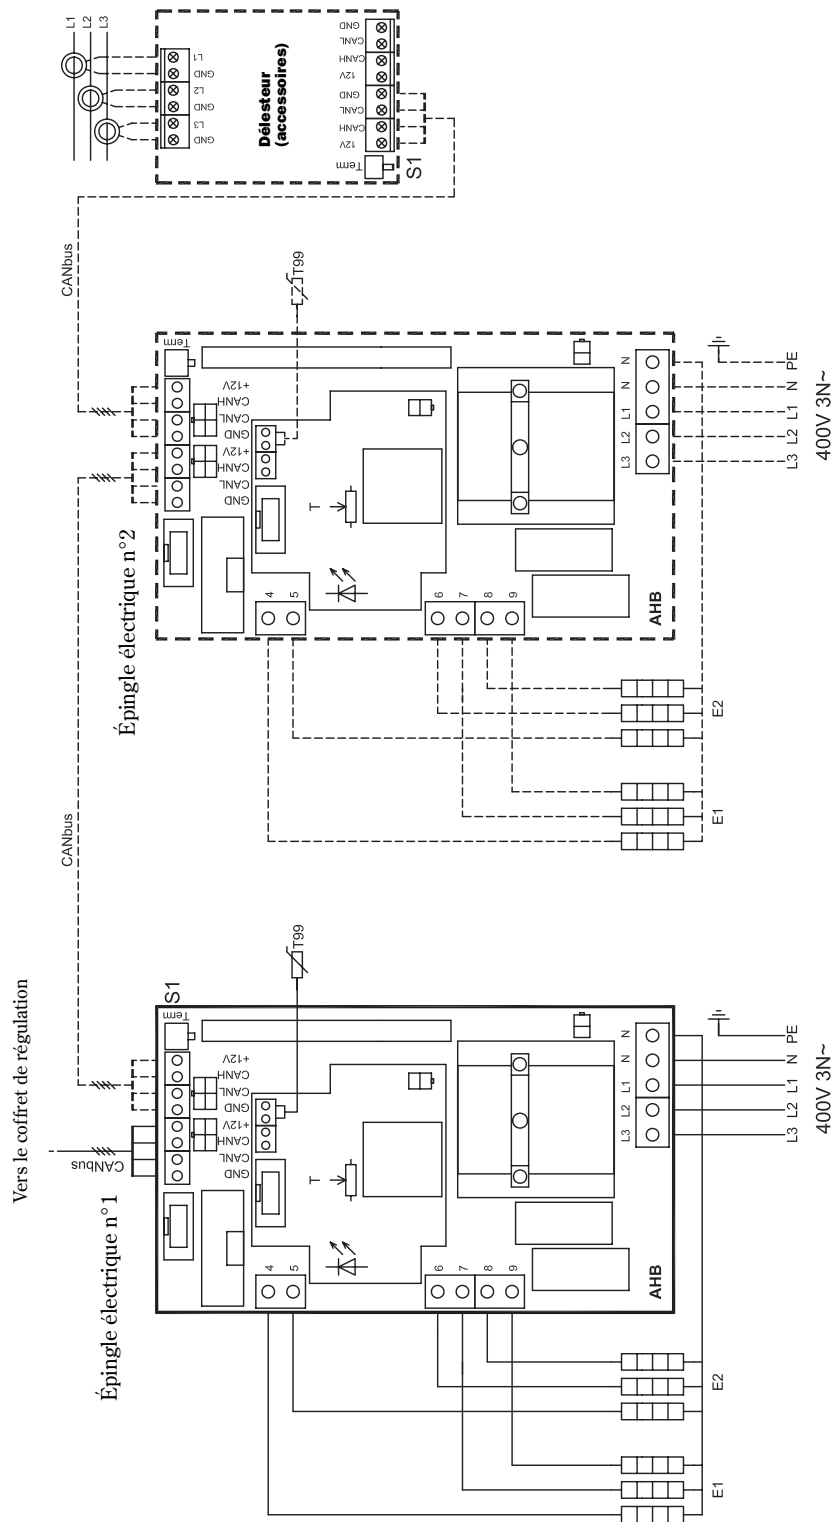 L1
L2
L3
L1
GND
L2
GND
L3
GND
Délesteur
(accessoires)
GND
CANL
CANH
12V
GND
CANL
CANH
12V
Term
S1
CANbus
T99
Term
+12V
CANH
CANL
GND
+12V
CANH
CANL
GND
T
Épingle électrique n°2
4
5
6
7
8
9
AHB
N
N
L1
L2
L3
PE
N
L1
L2
L3
400V 3N~
E2
E1
CANbus
Vers le coffret de régulation
CANbus
S1
T99
Term
+12V
CANH
CANL
GND
+12V
CANH
CANL
GND
T
Épingle électrique n°1
4
5
6
7
8
9
AHB
N
N
L1
L2
L3
PE
N
L1
L2
L3
400V 3N~
E2
E1